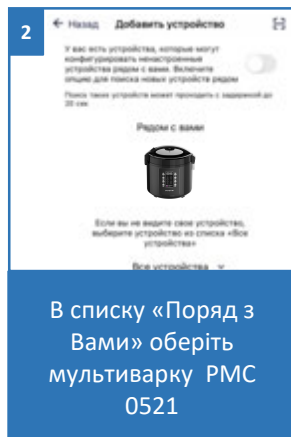 2
← Назад Добавить устройство
У вас есть устройства, которые могут
конфигурировать ненастроенные
устройства рядом с вами. Включите
опцию для поиска новых устройств рядом
Поиск таких устройств может проходить с задержкой до
20 сек
Рядом с вами
Если вы не видите свое устройство,
выберите устройство из списка «Все
устройства»
Все устройства
В списку «Поряд з
Вами» оберіть
мультиварку РМС
0521